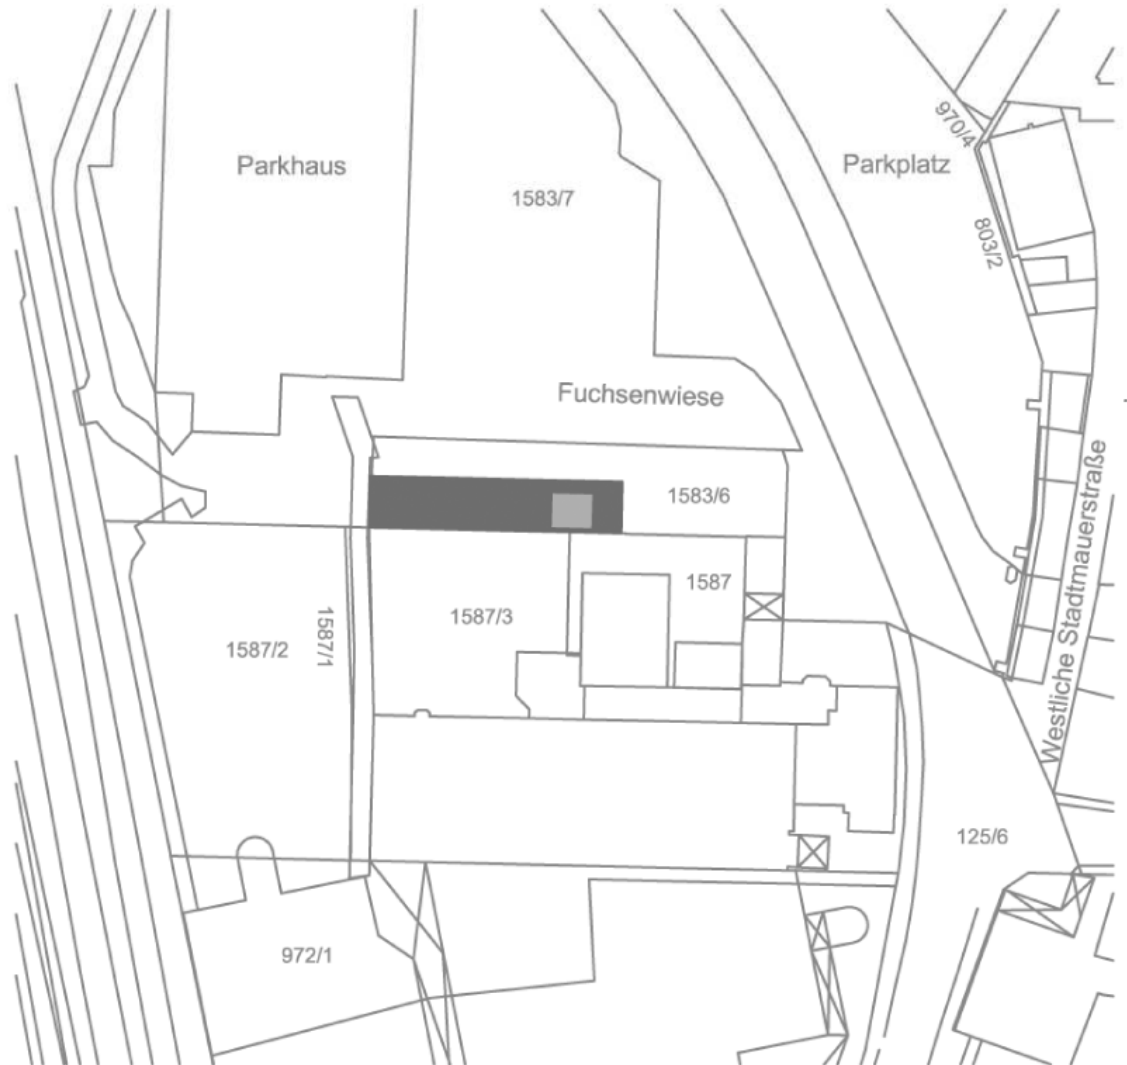 970/4
Parkhaus
Parkplatz
1583/7
803/2
Fuchsenwiese
1583/6
Westliche Stadtmauerstraße
1587
1587/3
1587/1
1587/2
125/6
972/1